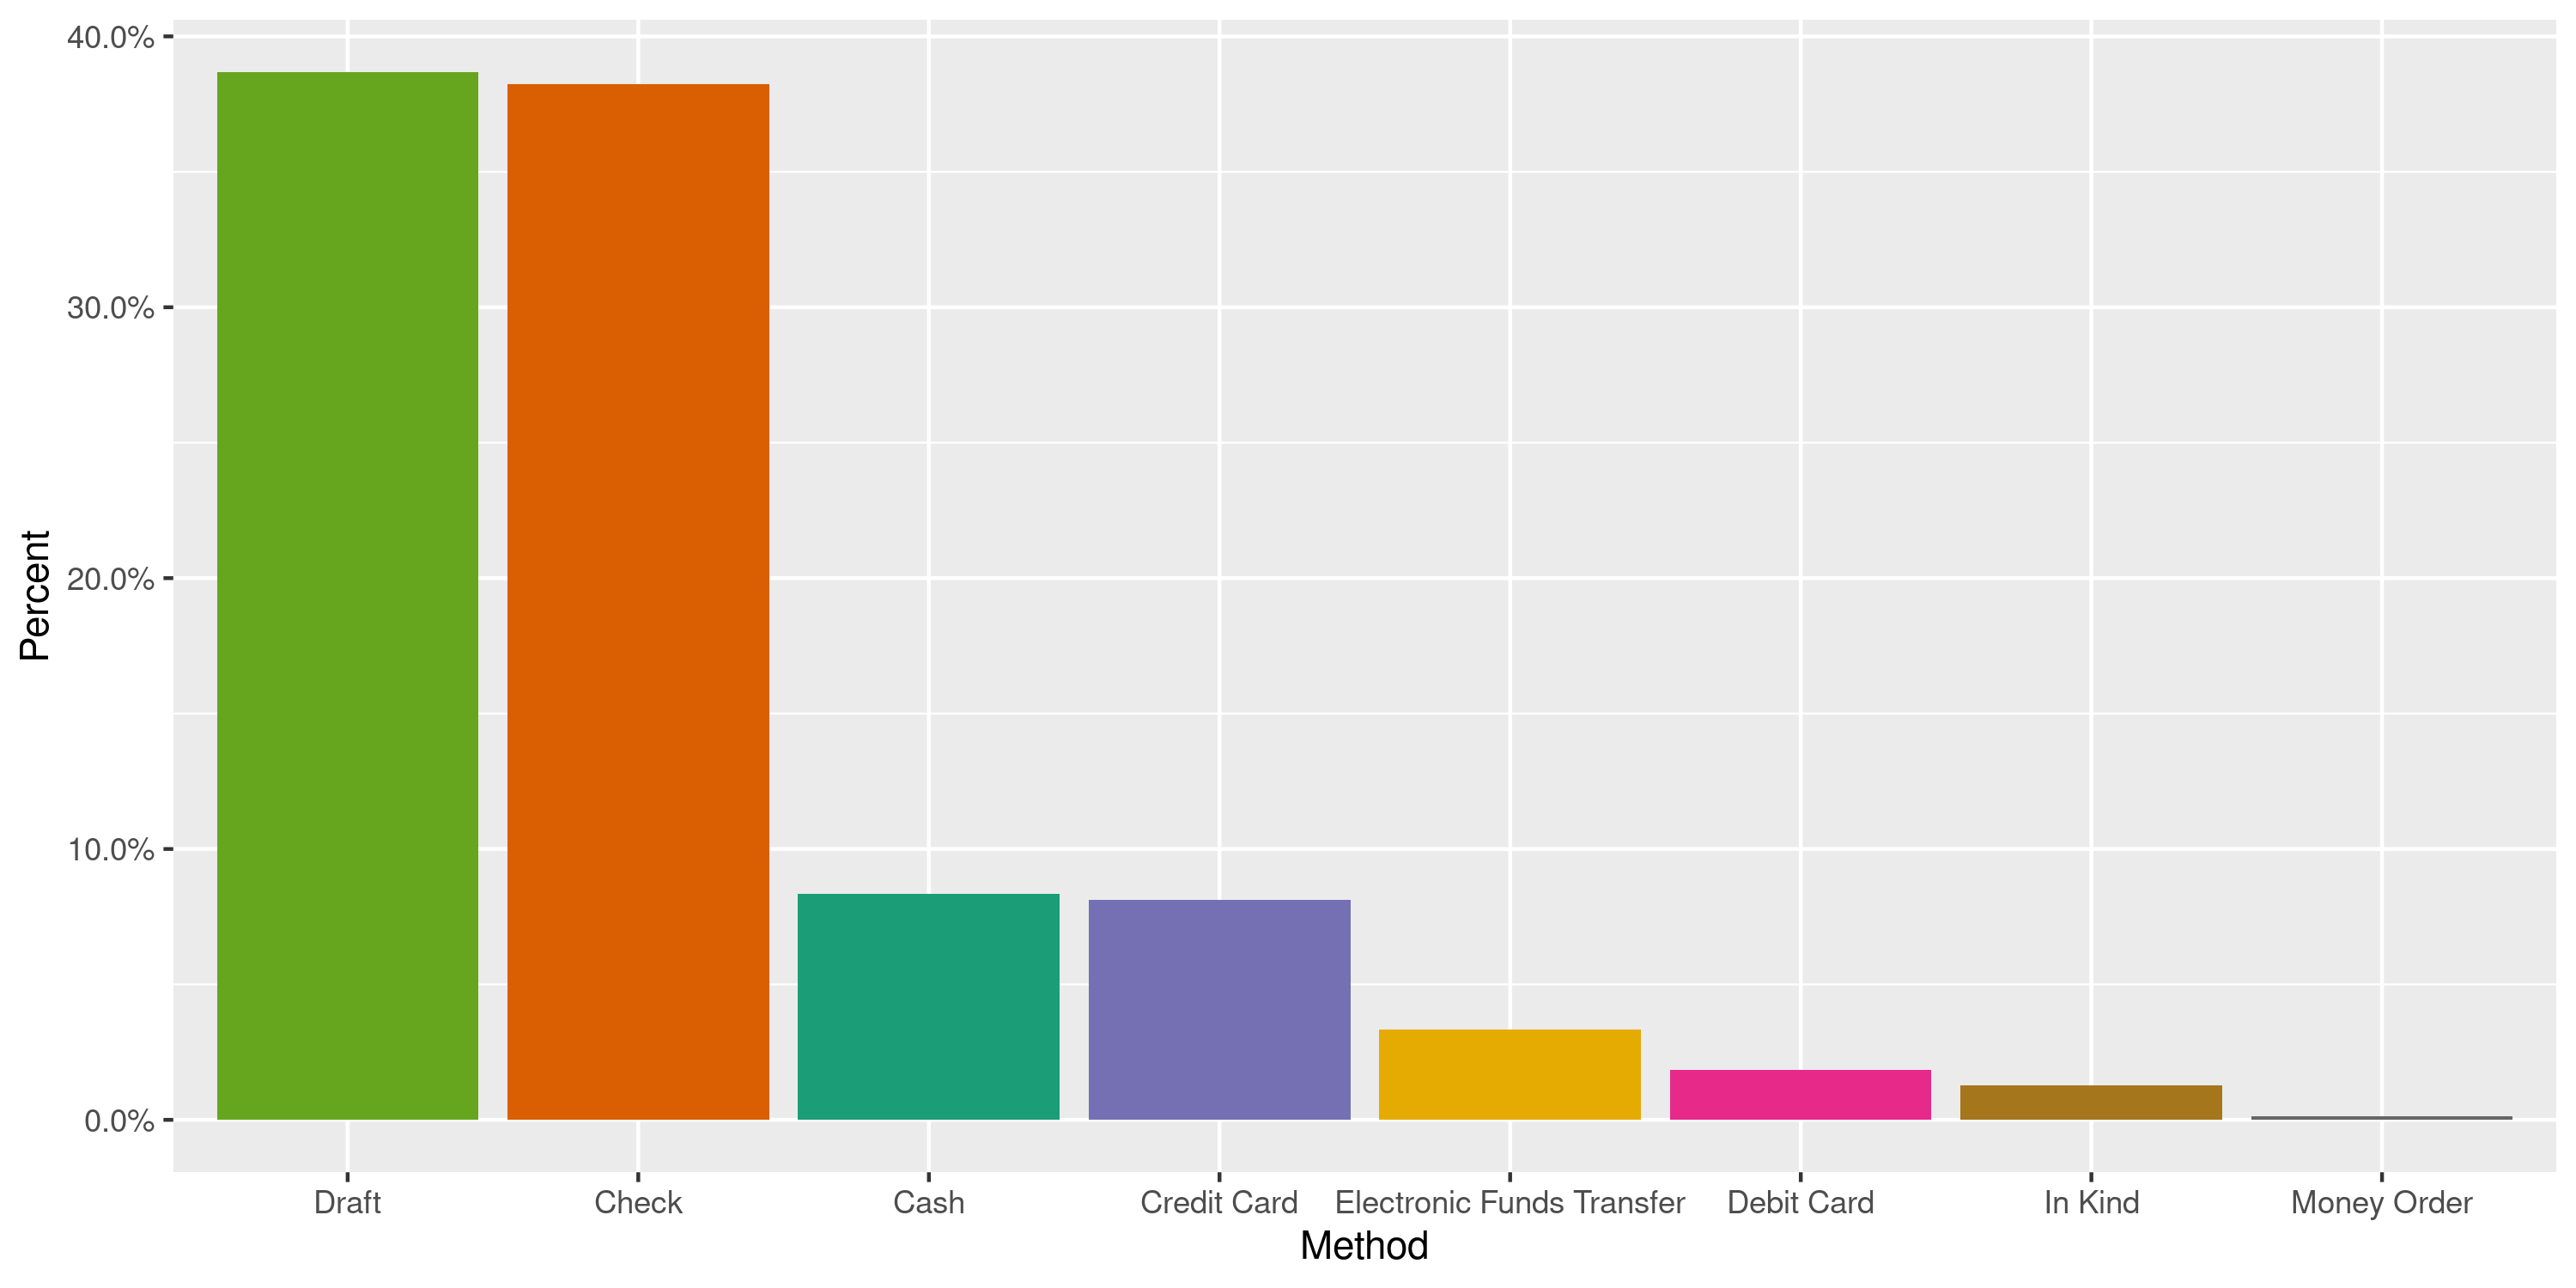 40.0%
30.0%
20.0%
10.0%
0.0%
Percent
Draft Check Cash Credit Card Electronic Funds Transfer Debit Card In Kind Money Order
Method